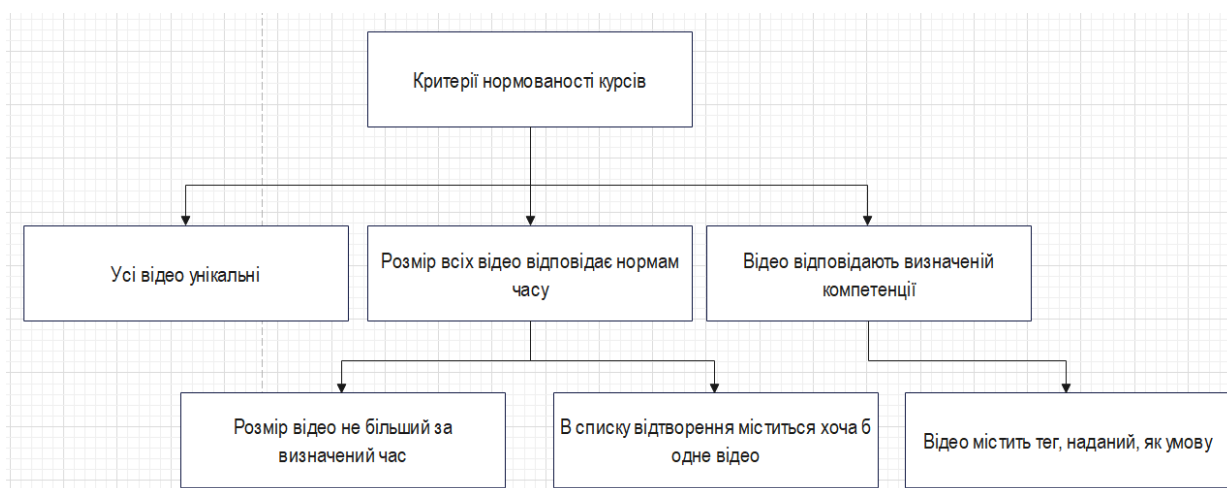 Критерії нормованості курсів
Усі відео унікальні
Розмір всіх відео відповідає нормам
часу
Відео відповідають визначеній
компетенції
Розмір відео не більший за
визначений час
В списку відтворення міститься хоча б
одне відео
Відео містить тег, наданий, як умову